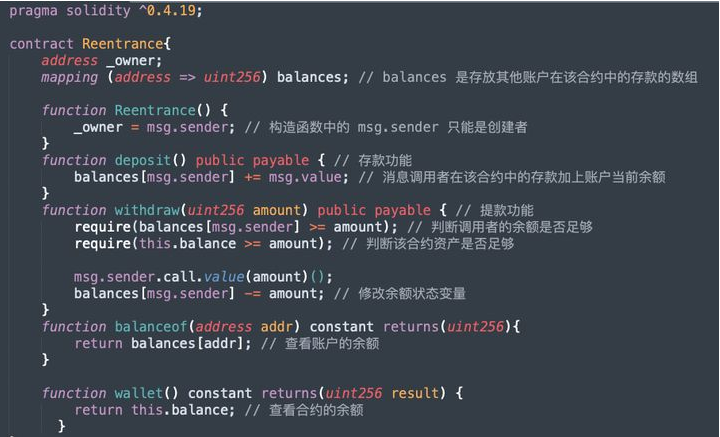 pragma solidity ^0.4.19;
contract Reentrance{
address _owner;
mapping (address => uint256) balances; // balances 是存放其他账户在该合约中的存款的数组
function Reentrance() {
_owner = msg.sender; // 构造函数中的 msg.sender 只能是创建者
}
function deposit() public payable { // 存款功能
balances[msg.sender] += msg.value; // 消息调用者在该合约中的存款加上账户当前余额
}
function withdraw(uint256 amount) public payable { // 提款功能
require(balances[msg.sender] >= amount); // 判断调用者的余额是否足够
require(this.balance >= amount); // 判断该合约资产是否足够
msg.sender.call.value(amount)();
balances[msg.sender] -= amount; // 修改余额状态变量
}
function balanceof(address addr) constant returns(uint256){
return balances[addr]; // 查看账户的余额
}
function wallet() constant returns(uint256 result) {
return this.balance; // 查看合约的余额
}